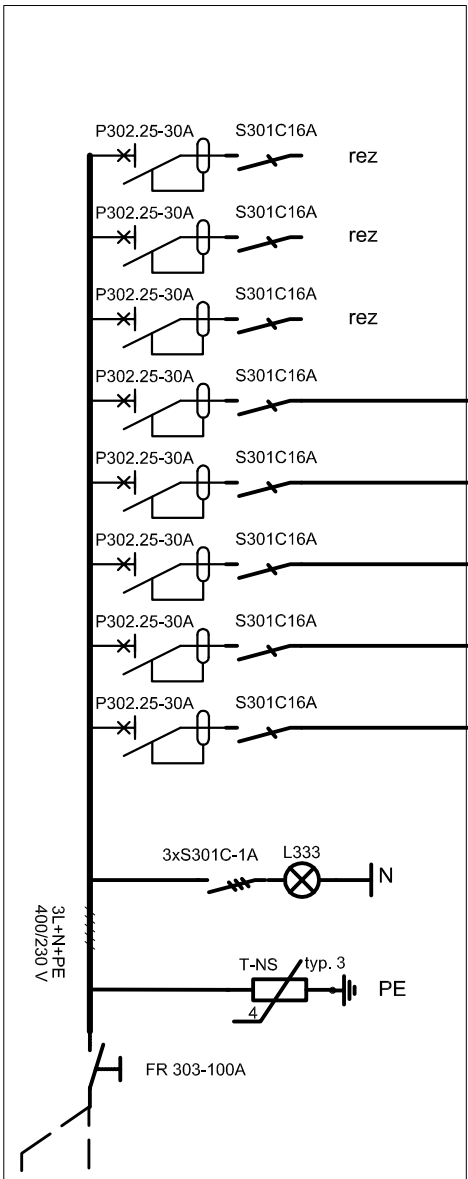 P302.25-30A S301C16A
rez
P302.25-30A S301C16A
rez
P302.25-30A S301C16A
rez
P302.25-30A S301C16A
P302.25-30A S301C16A
P302.25-30A S301C16A
P302.25-30A S301C16A
P302.25-30A S301C16A
3xS301C-1A L333
N
3L+N+PE
400/230 V
T-NS typ. 3
4
PE
FR 303-100A